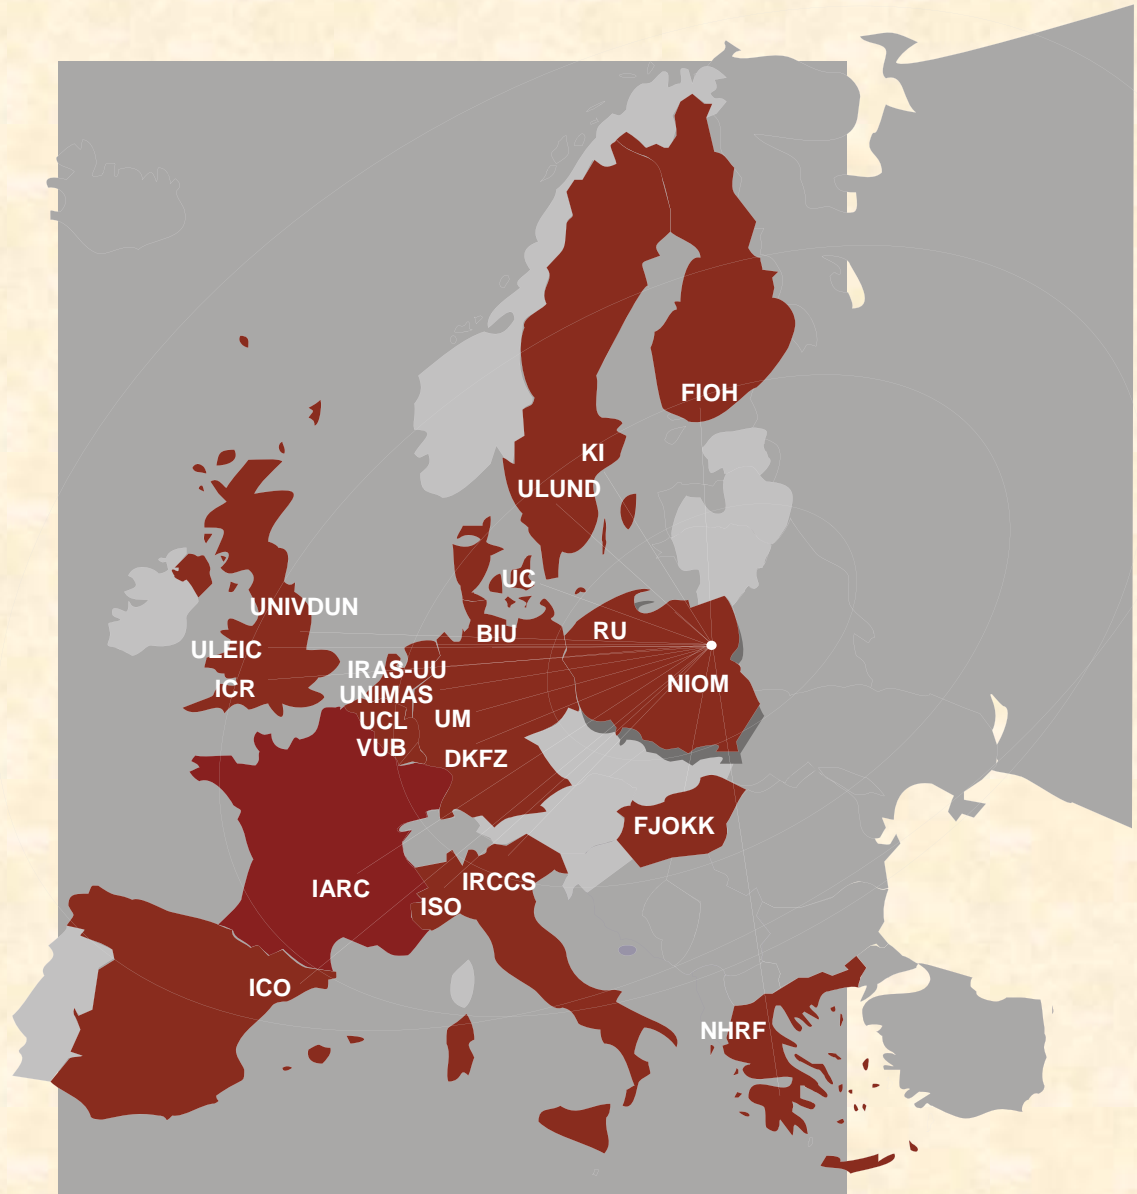 FIOH
KI
ULUND
UC
UNIVDUN
BIU
RU
ULEIC
IRAS-UU
NIOM
ICR
UNIMAS
UCL
UM
VUB
DKFZ
FJOKK
IARC
IRCCS
ISO
ICO
NHRF